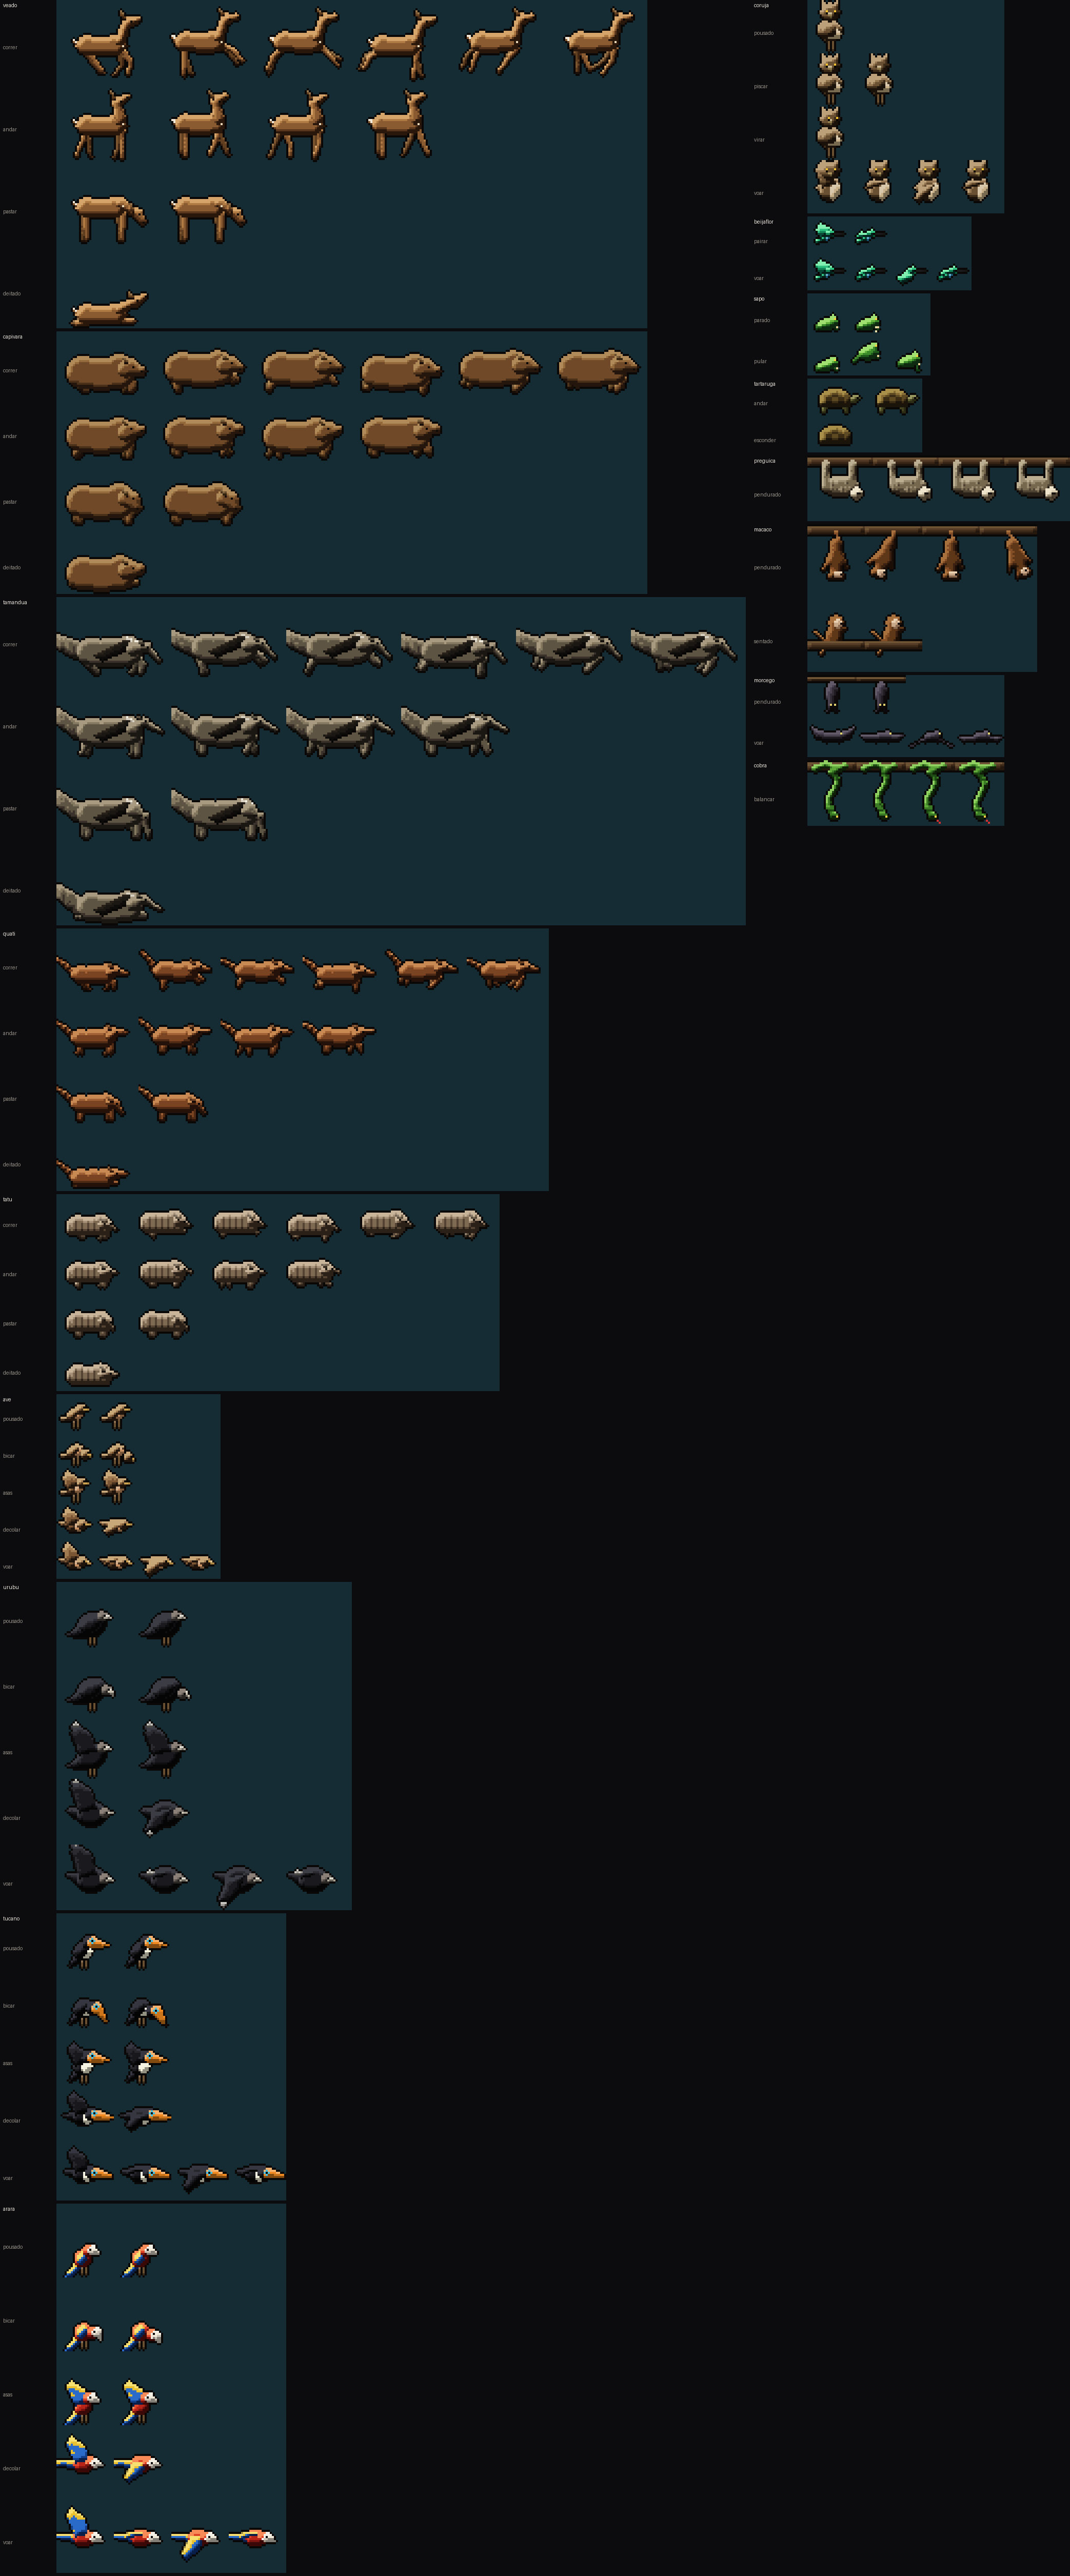 veado
correr
andar
pastar
deitado
capivara
correr
andar
pastar
deitado
tamandua
correr
andar
pastar
deitado
quati
correr
andar
pastar
deitado
tatu
correr
andar
pastar
deitado
ave
pousado
bicar
asas
decolar
voar
urubu
pousado
bicar
asas
decolar
voar
tucano
pousado
bicar
asas
decolar
voar
arara
pousado
bicar
asas
decolar
voar
coruja
pousado
piscar
virar
voar
beijaflor
pairar
voar
sapo
parado
pular
tartaruga
andar
esconder
preguica
pendurado
macaco
pendurado
sentado
morcego
pendurado
voar
cobra
balancar